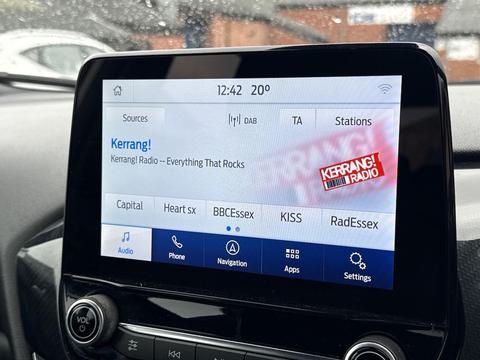 12:42 20°
Sources DAB TA Stations
Kerrang!
Kerrang! Radio -- Everything That Rocks
KERRANG!
KERRANG!
RADIO
Capital Heart sx BBCEssex KISS RadEssex
Audio Phone Navigation Apps Settings
VOL